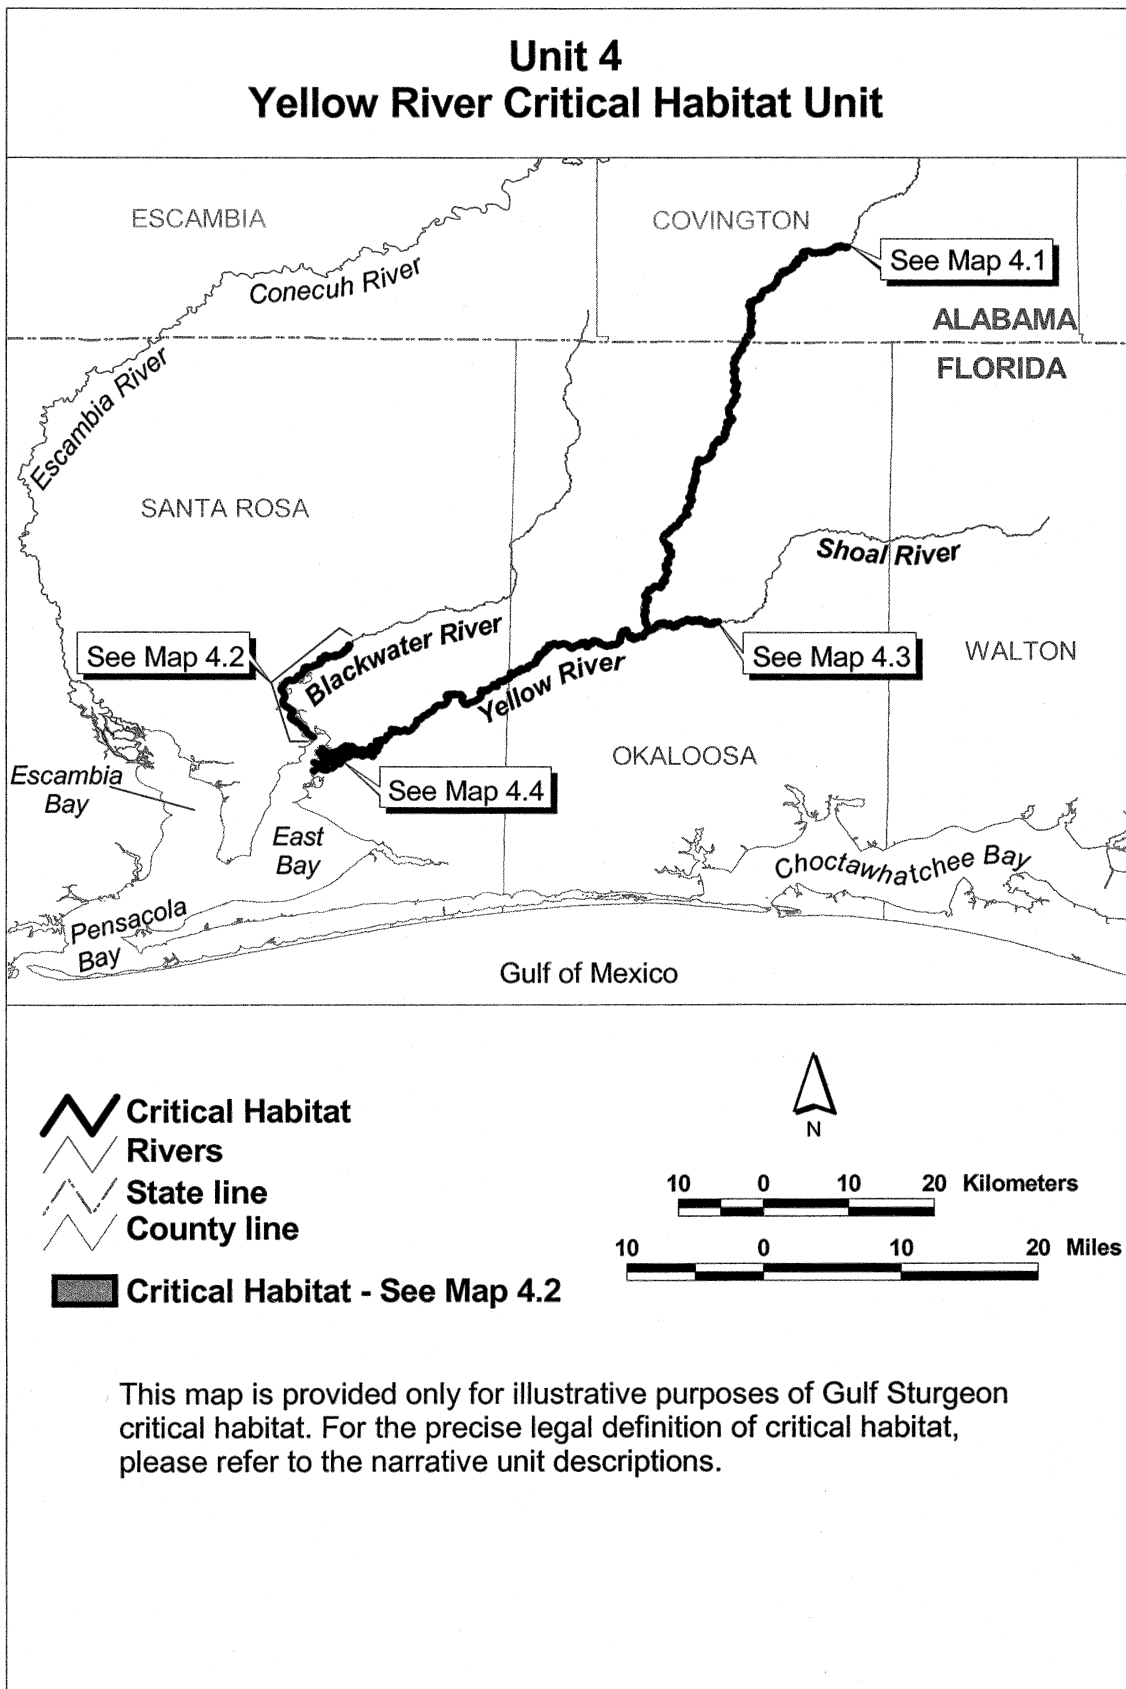 Unit 4
Yellow River Critical Habitat Unit
ESCAMBIA
COVINGTON
See Map 4.1
Conecuh River
ALABAMA
FLORIDA
Escambia River
SANTA ROSA
Shoal River
See Map 4.2
Blackwater River
See Map 4.3
WALTON
Yellow River
OKALOOSA
Escambia
Bay
See Map 4.4
East
Bay
Choctawhatchee Bay
Pensacola
Bay
Gulf of Mexico
Critical Habitat
Rivers
State line
County line
Critical Habitat - See Map 4.2
N
10 0 10 20 Kilometers
10 0 10 20 Miles
This map is provided only for illustrative purposes of Gulf Sturgeon
critical habitat. For the precise legal definition of critical habitat,
please refer to the narrative unit descriptions.